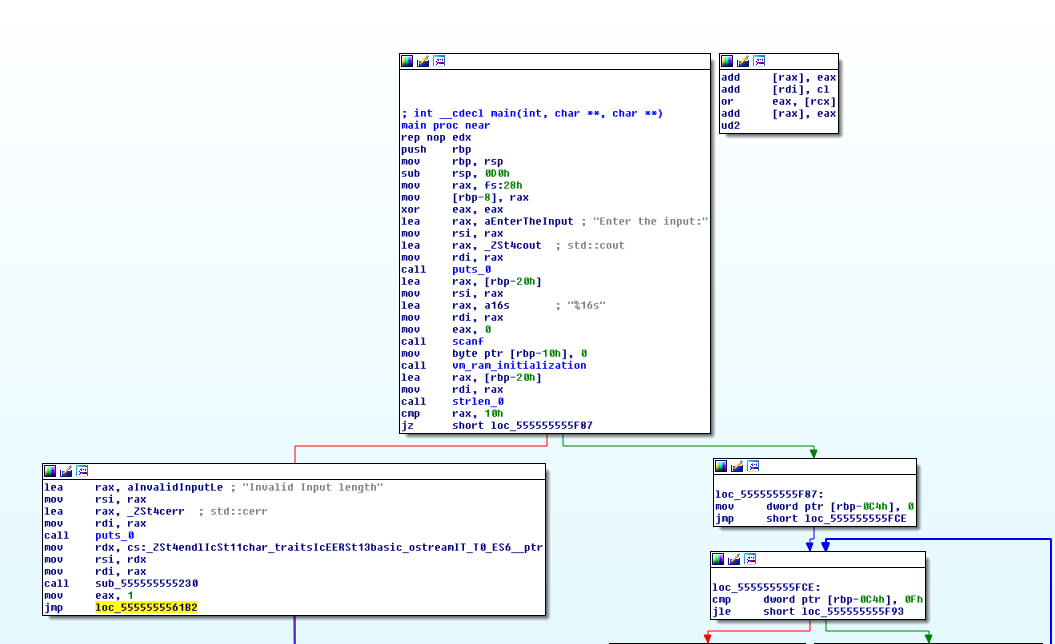 ; int __cdecl main(int, char **, char **)
main proc near
rep nop edx
push rbp
mov rbp, rsp
sub rsp, 0D0h
mov rax, fs:28h
mov [rbp-8], rax
xor eax, eax
lea rax, aEnterTheInput ; "Enter the input:"
mov rsi, rax
lea rax, _ZSt4cout ; std::cout
mov rdi, rax
call puts_0
lea rax, [rbp-20h]
mov rsi, rax
lea rax, a16s ; "%16s"
mov rdi, rax
mov eax, 0
call scanf
mov byte ptr [rbp-10h], 0
call vm_ram_initialization
lea rax, [rbp-20h]
mov rdi, rax
call strlen_0
cmp rax, 10h
jz short loc_555555555F87
add [rax], eax
add [rdi], cl
or eax, [rcx]
add [rax], eax
ud2
lea rax, aInvalidInputLe ; "Invalid Input length"
mov rsi, rax
lea rax, _ZSt4cerr ; std::cerr
mov rdi, rax
call puts_0
mov rdx, cs:_ZSt4endlIcSt11char_traitsIcEERSt13basic_ostreamIT_T0_ES6__ptr
mov rsi, rdx
mov rdi, rax
call sub_555555555230
mov eax, 1
jmp loc_5555555561B2
loc_555555555F87:
mov dword ptr [rbp-0C4h], 0
jmp short loc_555555555FCE
loc_555555555FCE:
cmp dword ptr [rbp-0C4h], 0Fh
jle short loc_555555555F93